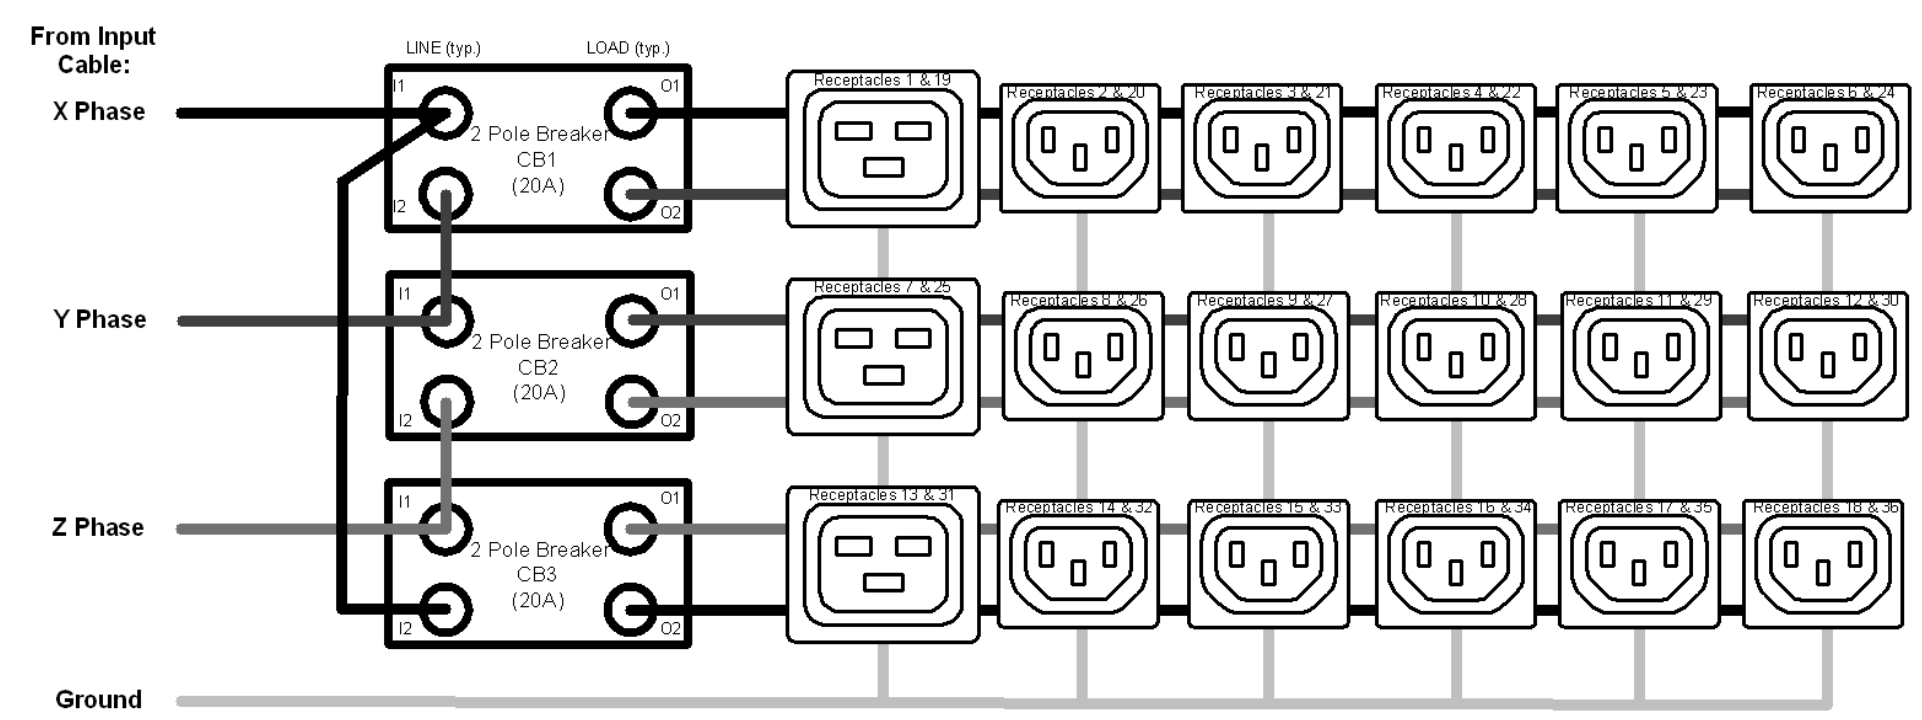 From Input
Cable:
LINE (typ.)
LOAD (typ.)
X Phase
I1
O1
2 Pole Breaker
CB1
(20A)
I2
O2
Receptacles 1 & 19
Receptacles 2 & 20
Receptacles 3 & 21
Receptacles 4 & 22
Receptacles 5 & 23
Receptacles 6 & 24
Y Phase
I1
O1
2 Pole Breaker
CB2
(20A)
I2
O2
Receptacles 7 & 25
Receptacles 8 & 26
Receptacles 9 & 27
Receptacles 10 & 28
Receptacles 11 & 29
Receptacles 12 & 30
Z Phase
I1
O1
2 Pole Breaker
CB3
(20A)
I2
O2
Receptacles 13 & 31
Receptacles 14 & 32
Receptacles 15 & 33
Receptacles 16 & 34
Receptacles 17 & 35
Receptacles 18 & 36
Ground